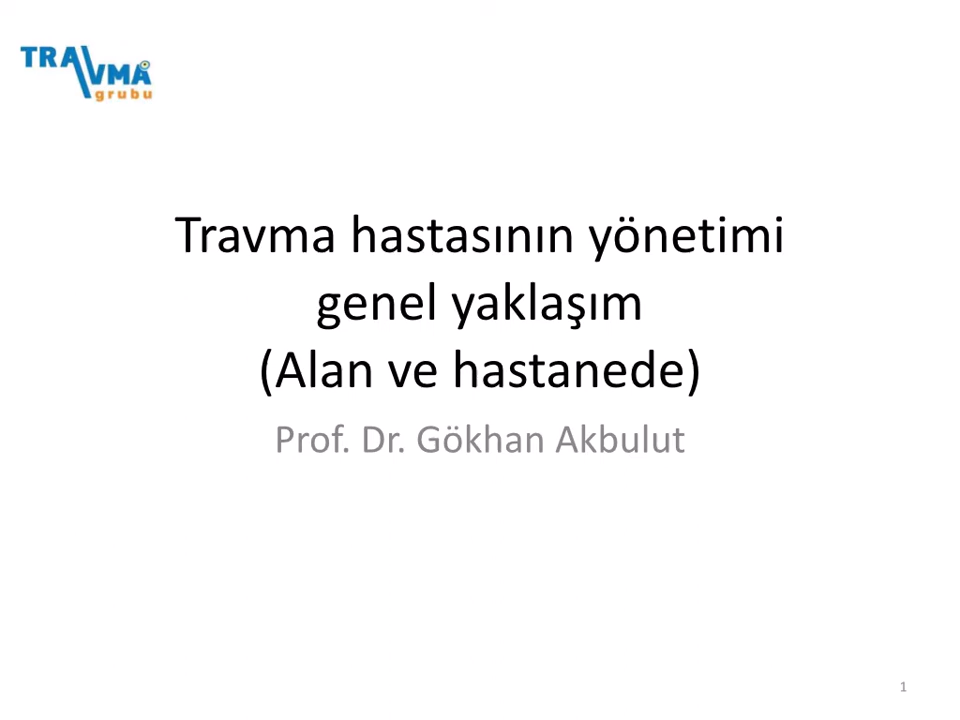 TRAVMA
grubu
Travma hastasının yönetimi
genel yaklaşım
(Alan ve hastanede)
Prof. Dr. Gökhan Akbulut
1